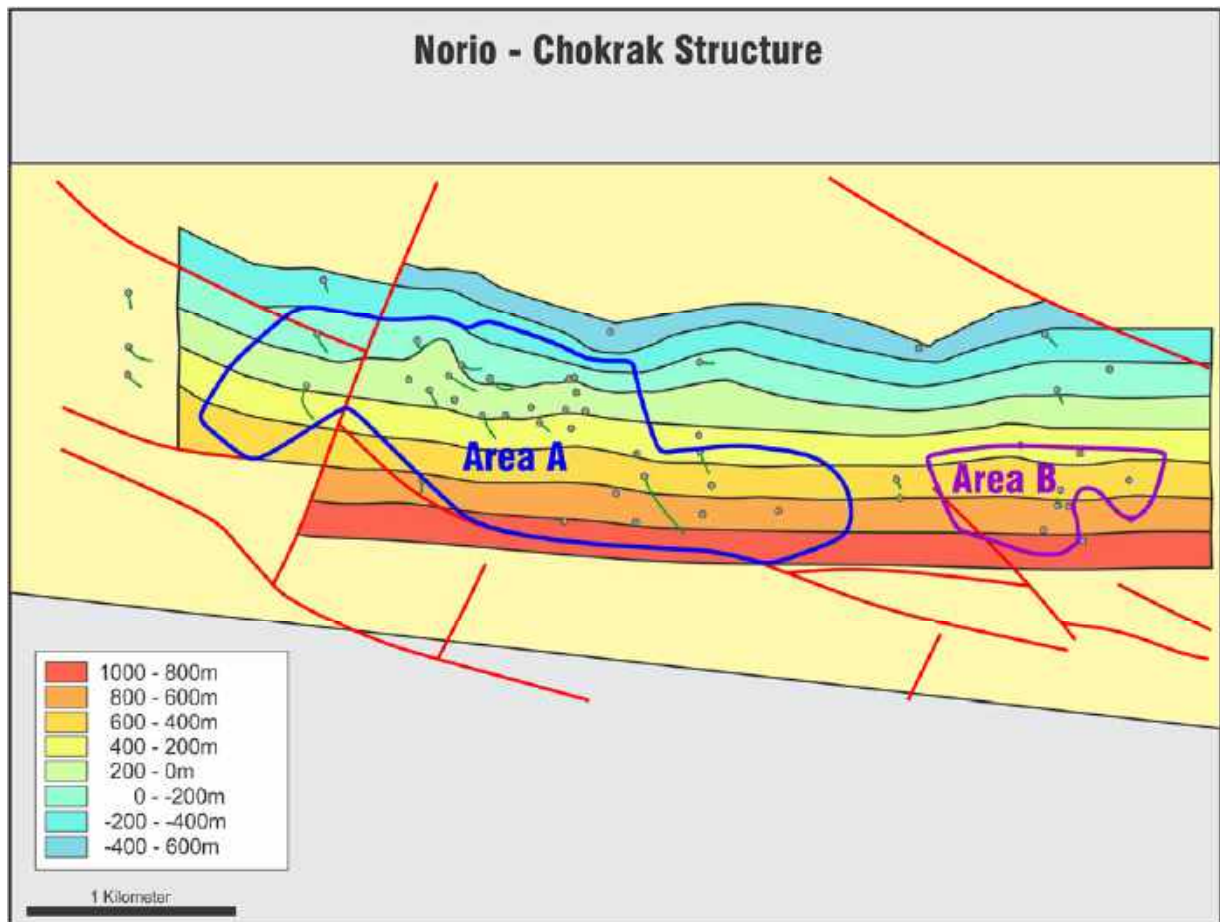 Norio - Chokrak Structure
Area A
Area B
1000 - 800m
800 - 600m
600 - 400m
400 - 200m
200 - 0m
0 - -200m
-200 - -400m
-400 - 600m
1 Kilometer